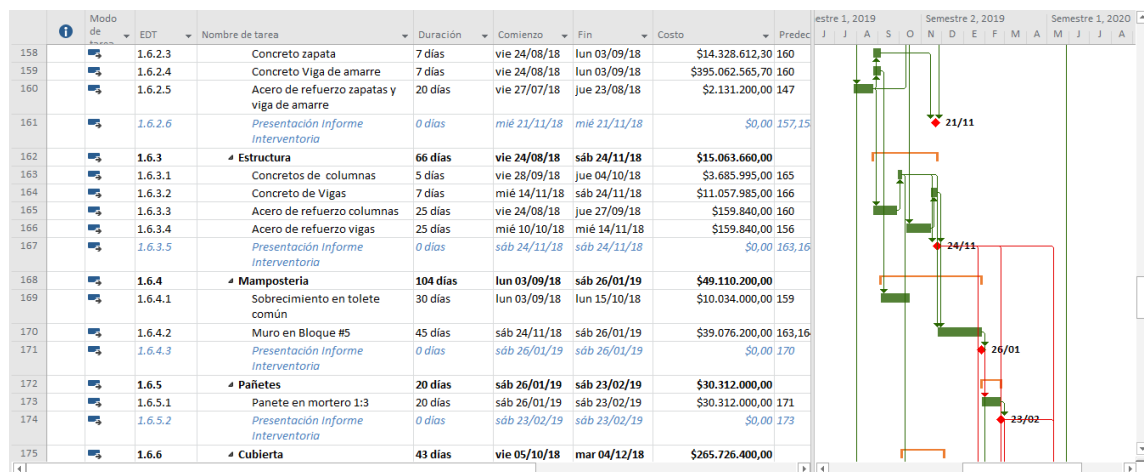 Modo de tarea EDT Nombre de tarea Duración Comienzo Fin Costo Predec
estre 1, 2019 Semestre 2, 2019 Semestre 1, 2020
J J A S O N D E F M A M J J A
158 1.6.2.3 Concreto zapata 7 días vie 24/08/18 lun 03/09/18 $14.328.612,30 160
159 1.6.2.4 Concreto Viga de amarre 7 días vie 24/08/18 lun 03/09/18 $395.062.565,70 160
160 1.6.2.5 Acero de refuerzo zapatas y 20 días vie 27/07/18 jue 23/08/18 $2.131.200,00 147
viga de amarre
161 1.6.2.6 Presentación Informe 0 días mié 21/11/18 mié 21/11/18 $0,00 157,15 21/11
Interventoria
162 1.6.3 Estructura 66 días vie 24/08/18 sáb 24/11/18 $15.063.660,00
163 1.6.3.1 Concretos de columnas 5 días vie 28/09/18 jue 04/10/18 $3.685.995,00 165
164 1.6.3.2 Concreto de Vigas 7 días mié 14/11/18 sáb 24/11/18 $11.057.985,00 166
165 1.6.3.3 Acero de refuerzo columnas 25 días vie 24/08/18 jue 27/09/18 $159.840,00 160
166 1.6.3.4 Acero de refuerzo vigas 25 días mié 10/10/18 mié 14/11/18 $159.840,00 156
167 1.6.3.5 Presentación Informe 0 días sáb 24/11/18 sáb 24/11/18 $0,00 163,16 24/11
Interventoria
168 1.6.4 Mamposteria 104 días lun 03/09/18 sáb 26/01/19 $49.110.200,00
169 1.6.4.1 Sobrecimiento en tolete 30 días lun 03/09/18 lun 15/10/18 $10.034.000,00 159
común
170 1.6.4.2 Muro en Bloque #5 45 días sáb 24/11/18 sáb 26/01/19 $39.076.200,00 163,16
171 1.6.4.3 Presentación Informe 0 días sáb 26/01/19 sáb 26/01/19 $0,00 170 26/01
Interventoria
172 1.6.5 Pañetes 20 días sáb 26/01/19 sáb 23/02/19 $30.312.000,00
173 1.6.5.1 Panete en mortero 1:3 20 días sáb 26/01/19 sáb 23/02/19 $30.312.000,00 171
174 1.6.5.2 Presentación Informe 0 días sáb 23/02/19 sáb 23/02/19 $0,00 173 23/02
Interventoria
175 1.6.6 Cubierta 43 días vie 05/10/18 mar 04/12/18 $265.726.400,00